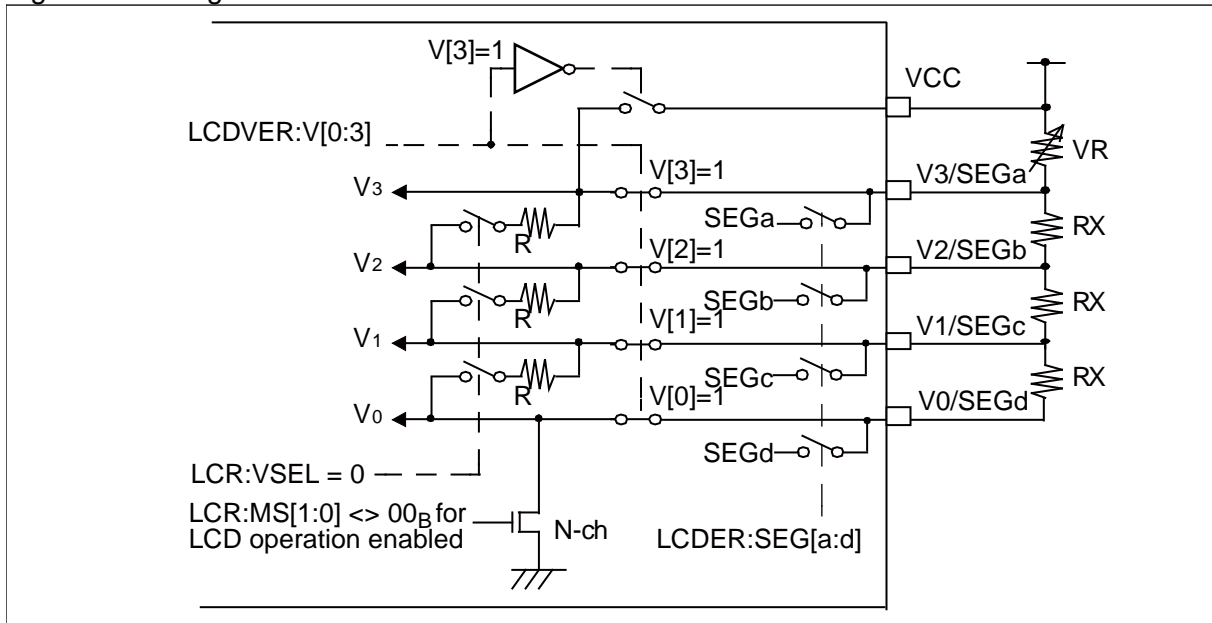 V[3]=1
VCC
LCDVER:V[0:3]
VR
V3
V[3]=1
V3/SEGa
SEGa
R
RX
V2
V[2]=1
V2/SEGb
SEGb
R
RX
V1
V[1]=1
V1/SEGc
SEGc
R
RX
V0
V[0]=1
V0/SEGd
SEGd
LCR:VSEL = 0
LCR:MS[1:0] <> 00B for
LCD operation enabled
N-ch
LCDER:SEG[a:d]